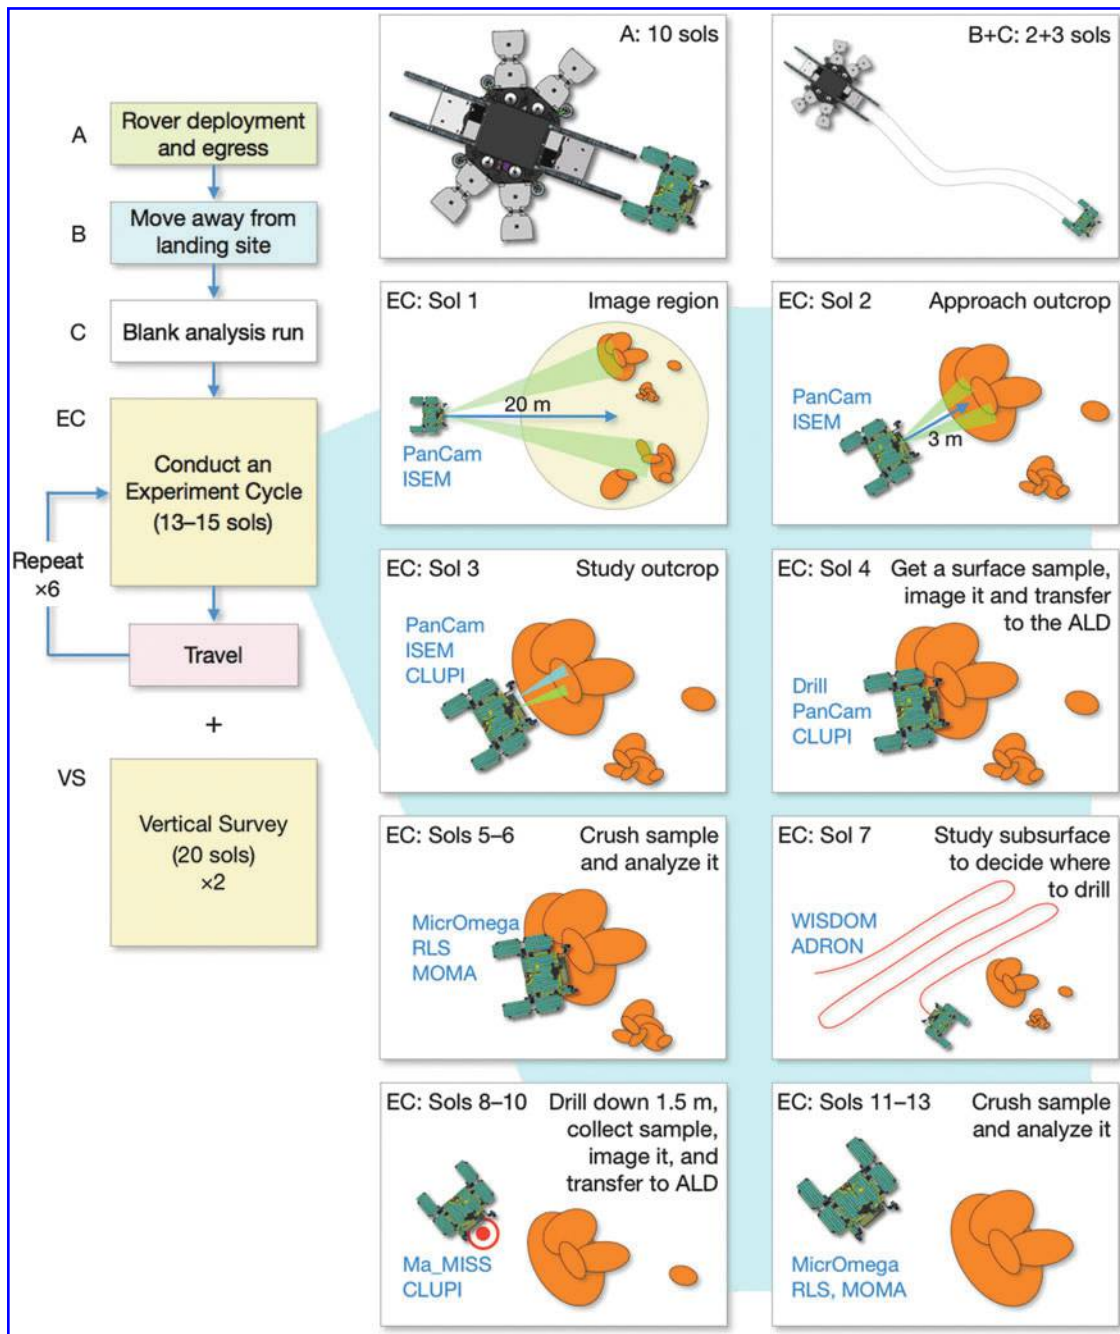 A
Rover deployment
and egress
B
Move away from
landing site
C
Blank analysis run
EC
Conduct an
Experiment Cycle
(13–15 sols)
Repeat
×6
Travel
+
VS
Vertical Survey
(20 sols)
×2
A: 10 sols
B+C: 2+3 sols
EC: Sol 1
Image region
20 m
PanCam
ISEM
EC: Sol 2
Approach outcrop
PanCam
ISEM
3 m
EC: Sol 3
Study outcrop
PanCam
ISEM
CLUPI
EC: Sol 4
Get a surface sample,
image it and transfer
to the ALD
Drill
PanCam
CLUPI
EC: Sols 5–6
Crush sample
and analyze it
MicrOmega
RLS
MOMA
EC: Sol 7
Study subsurface
to decide where
to drill
WISDOM
ADRON
EC: Sols 8–10
Drill down 1.5 m,
collect sample,
image it, and
transfer to ALD
Ma_MISS
CLUPI
EC: Sols 11–13
Crush sample
and analyze it
MicrOmega
RLS, MOMA